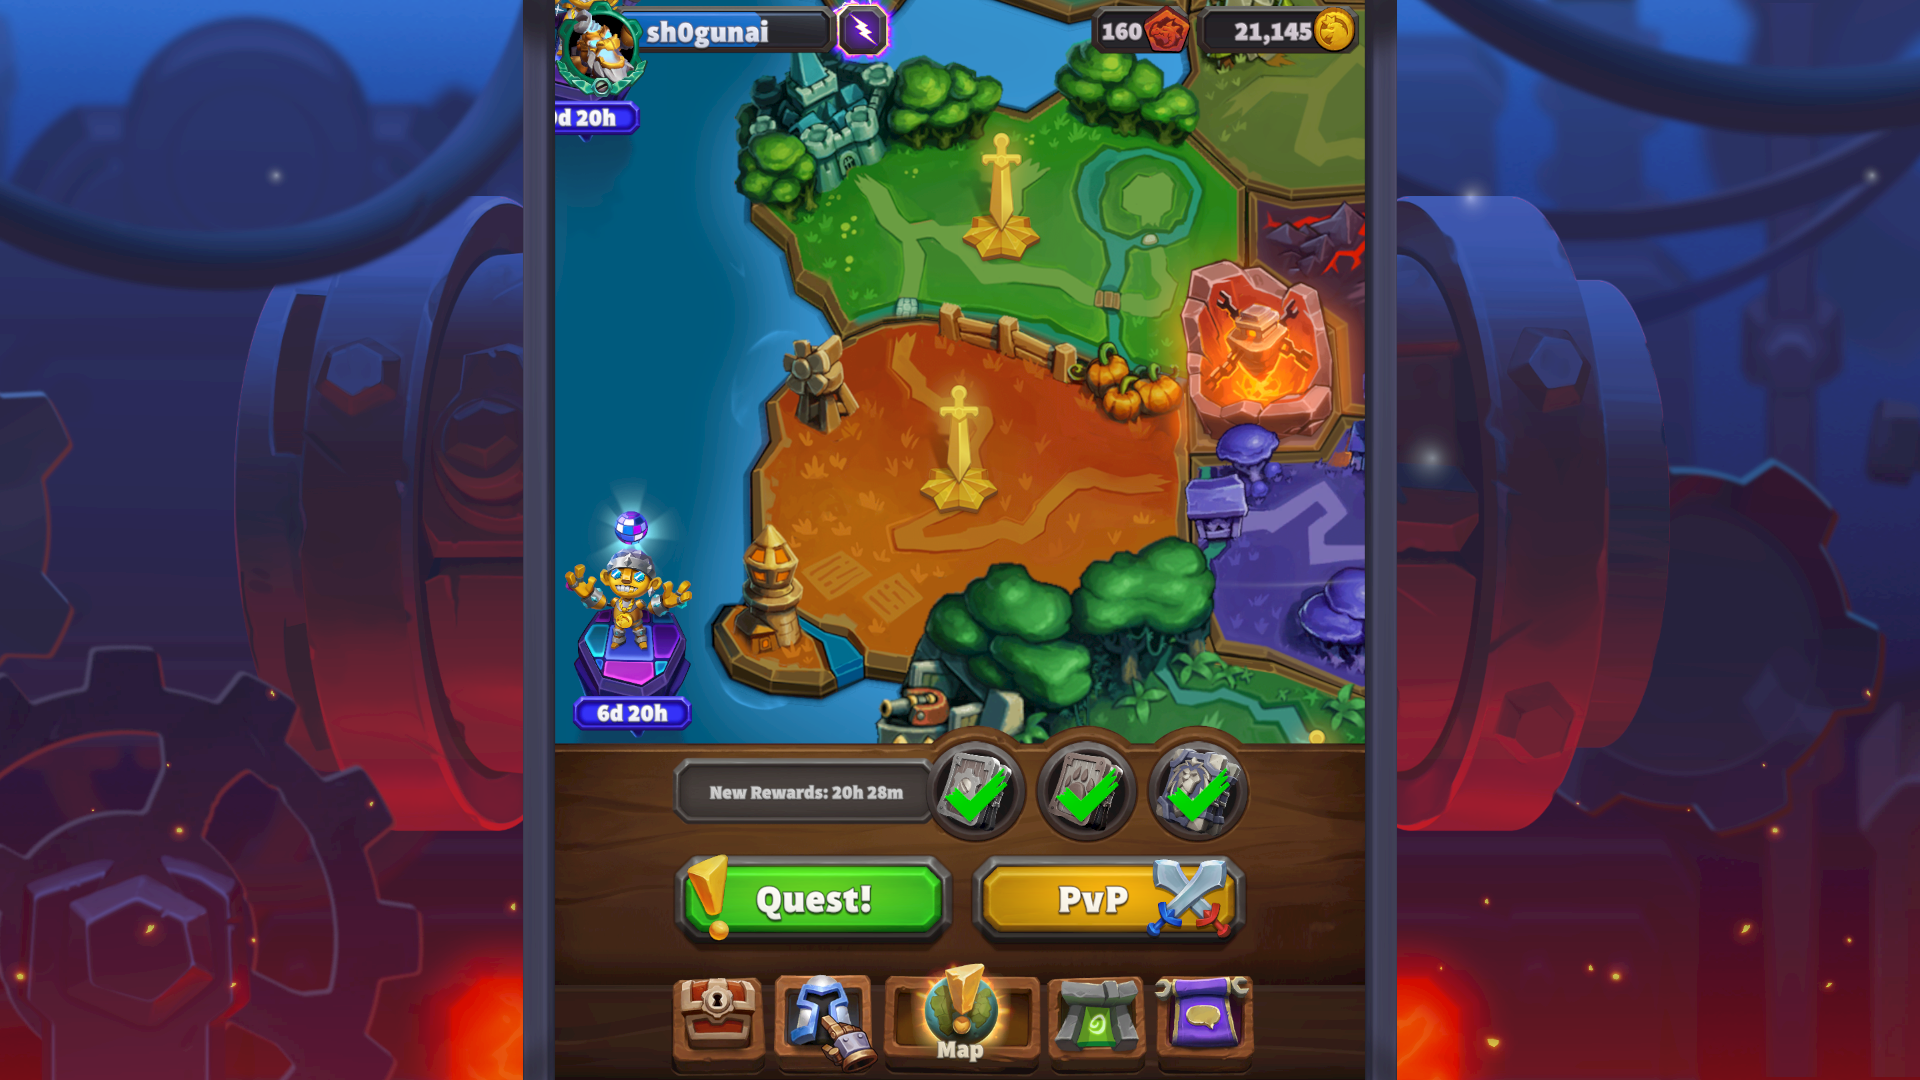 sh0gunai
160
21,145
d 20h
6d 20h
New Rewards: 20h 28m
Quest!
PvP
Map